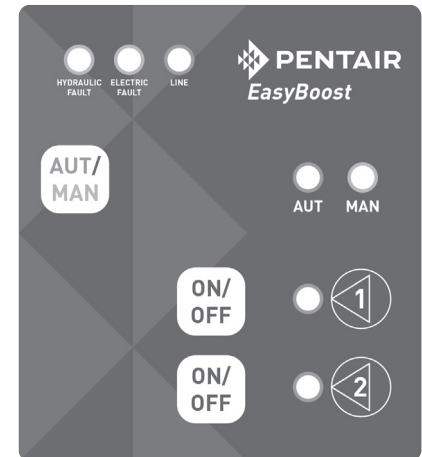 PENTAIR
EasyBoost
HYDRAULIC FAULT
ELECTRIC FAULT
LINE
AUT/
MAN
AUT
MAN
ON/
OFF
1
ON/
OFF
2